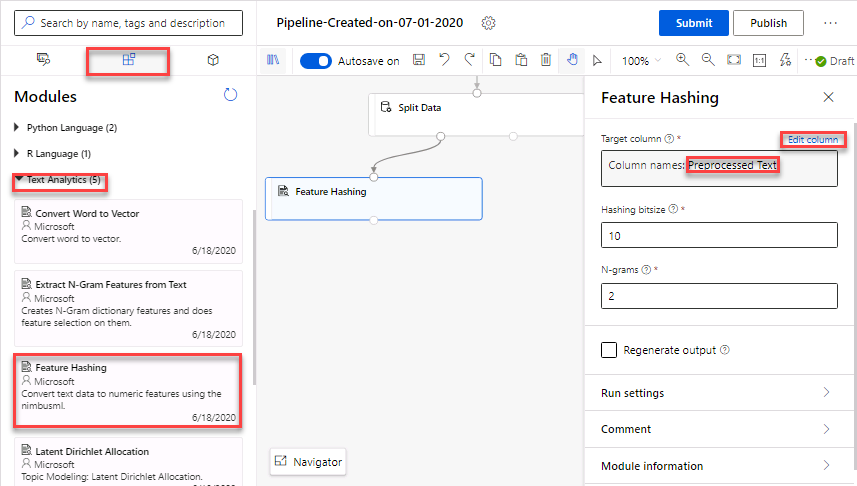 Search by name, tags and description
Pipeline-Created-on-07-01-2020
Submit
Publish
Autosave on
100%
1:1
Draft
Modules
Python Language (2)
R Language (1)
Text Analytics (5)
Convert Word to Vector
Microsoft
Convert word to vector.
6/18/2020
Extract N-Gram Features from Text
Microsoft
Creates N-Gram dictionary features and does
feature selection on them.
6/18/2020
Feature Hashing
Microsoft
Convert text data to numeric features using the
nimbusml.
6/18/2020
Latent Dirichlet Allocation
Microsoft
Topic Modeling: Latent Dirichlet Allocation.
Split Data
Feature Hashing
Navigator
Feature Hashing
Target column ? *
Edit column
Column names: Preprocessed Text
Hashing bitsize ? *
10
N-grams ? *
2
Regenerate output ?
Run settings
Comment
Module information